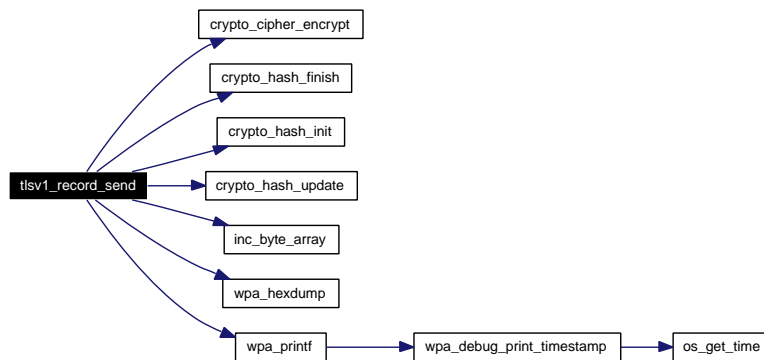 crypto_cipher_encrypt
crypto_hash_finish
crypto_hash_init
tlsv1_record_send
crypto_hash_update
inc_byte_array
wpa_hexdump
wpa_printf
wpa_debug_print_timestamp
os_get_time